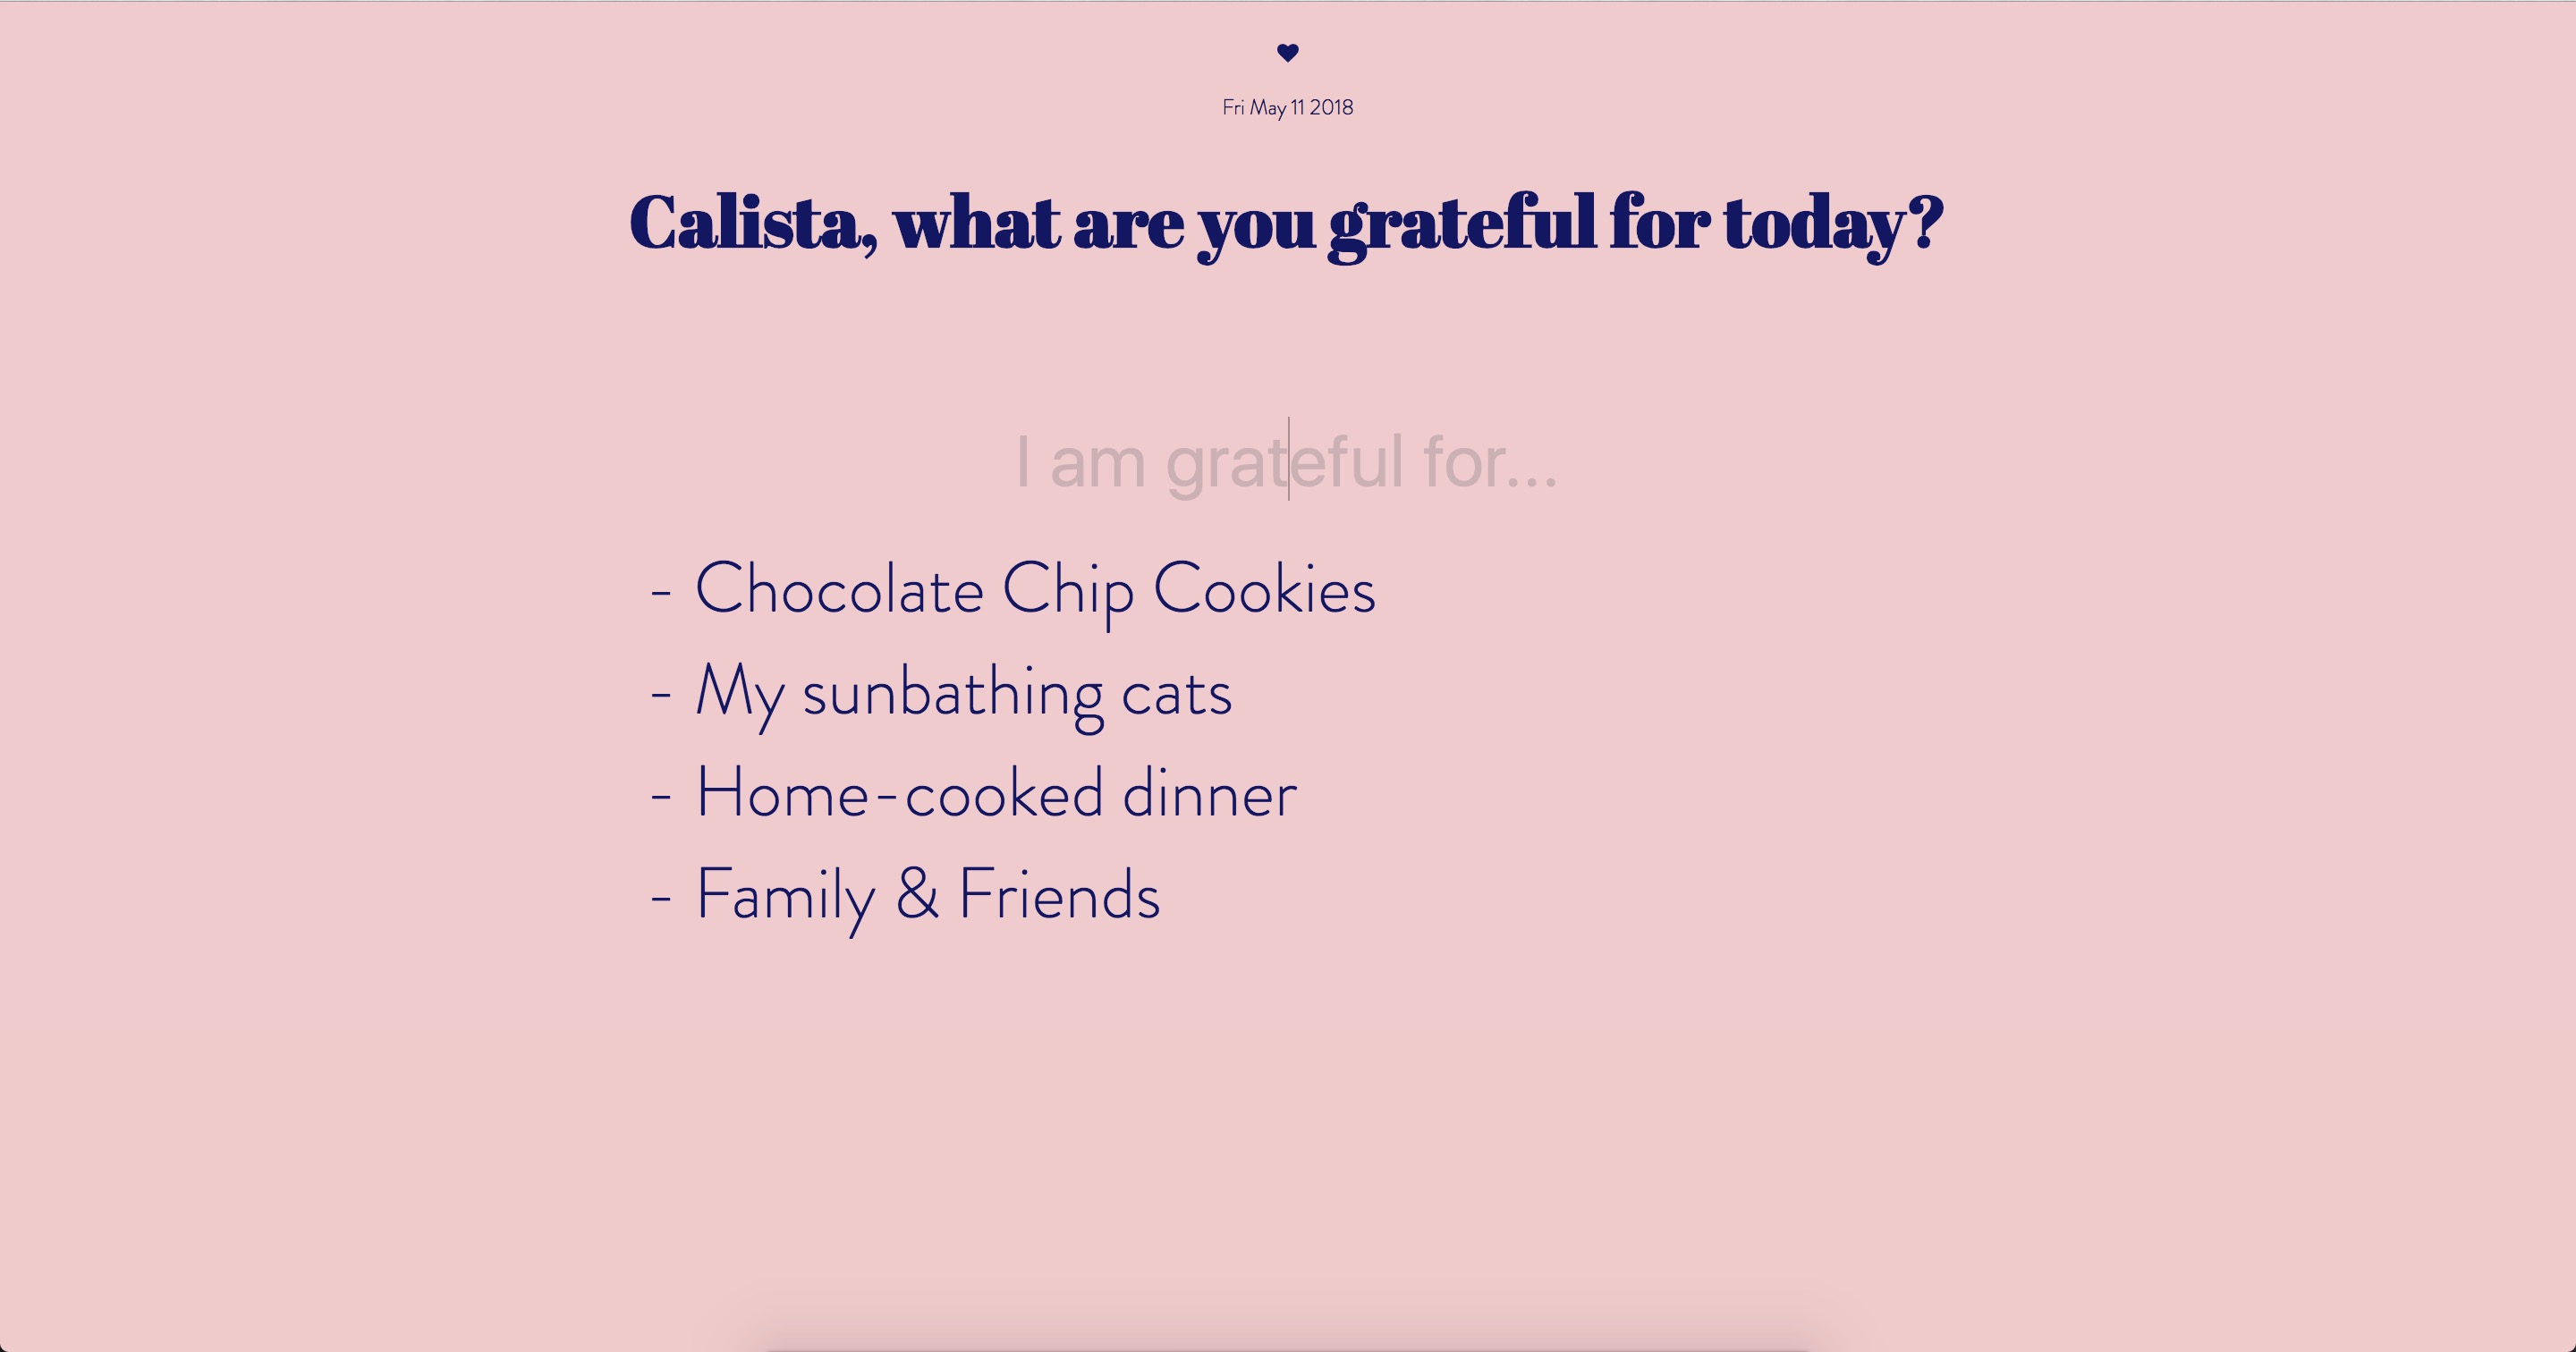 Fri May 11 2018
Calista, what are you grateful for today?
I am grateful for...
- Chocolate Chip Cookies
- My sunbathing cats
- Home-cooked dinner
- Family & Friends